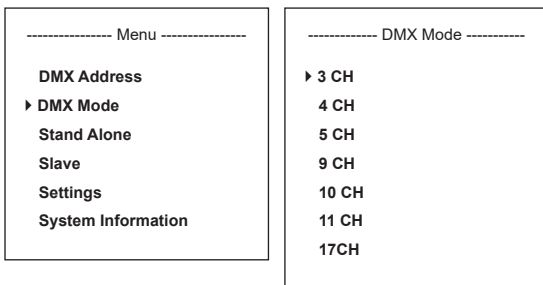 ---------------- Menu ----------------
DMX Address
DMX Mode
Stand Alone
Slave
Settings
System Information
------------- DMX Mode -----------
3 CH
4 CH
5 CH
9 CH
10 CH
11 CH
17CH